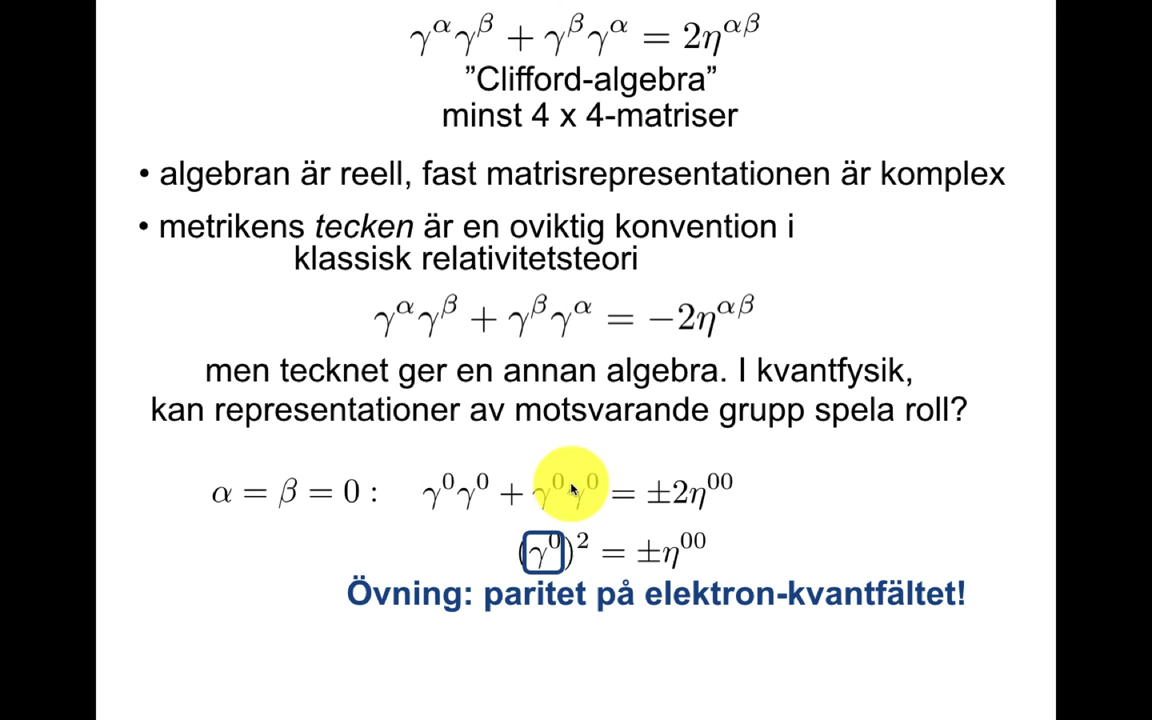 γ^α γ^β + γ^β γ^α = 2η^{αβ}
”Clifford-algebra”
minst 4 x 4-matriser
• algebran är reell, fast matrisrepresentationen är komplex
• metrikens tecken är en oviktig konvention i
klassisk relativitetsteori
γ^α γ^β + γ^β γ^α = −2η^{αβ}
men tecknet ger en annan algebra. I kvantfysik,
kan representationer av motsvarande grupp spela roll?
α = β = 0 : γ^0 γ^0 + γ^0 γ^0 = ±2η^{00}
(γ^0)^2 = ±η^{00}
Övning: paritet på elektron-kvantfältet!